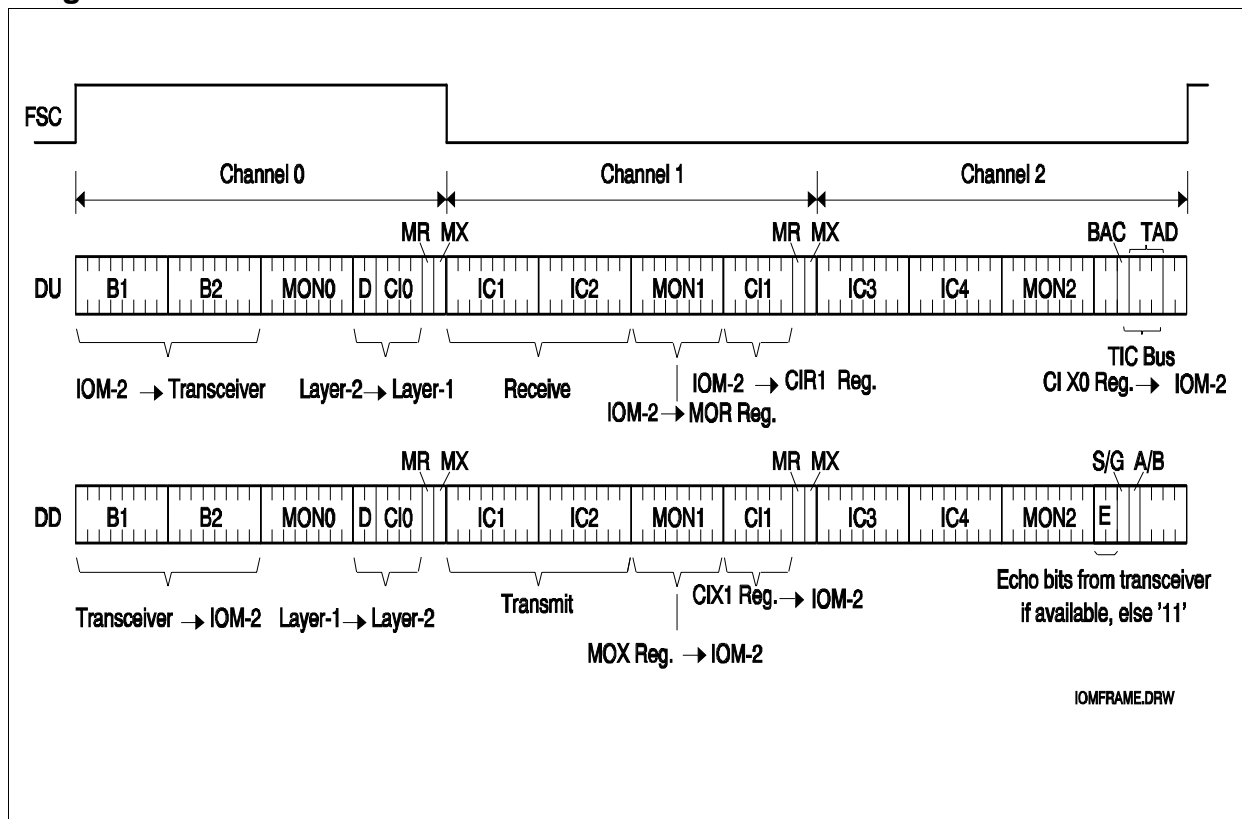 FSC
Channel 0 Channel 1 Channel 2
MR MX MR MX BAC TAD
DU B1 B2 MON0 D CI0 IC1 IC2 MON1 CI1 IC3 IC4 MON2
TIC Bus
IOM-2 → Transceiver Layer-2 → Layer-1 Receive IOM-2 → CIR1 Reg. CI X0 Reg. → IOM-2
IOM-2 → MOR Reg.
MR MX MR MX S/G A/B
DD B1 B2 MON0 D CI0 IC1 IC2 MON1 CI1 IC3 IC4 MON2 E
Transceiver → IOM-2 Layer-1 → Layer-2 Transmit CIX1 Reg. → IOM-2 Echo bits from transceiver
if available, else '11'
MOX Reg. → IOM-2
IOMFRAME.DRW